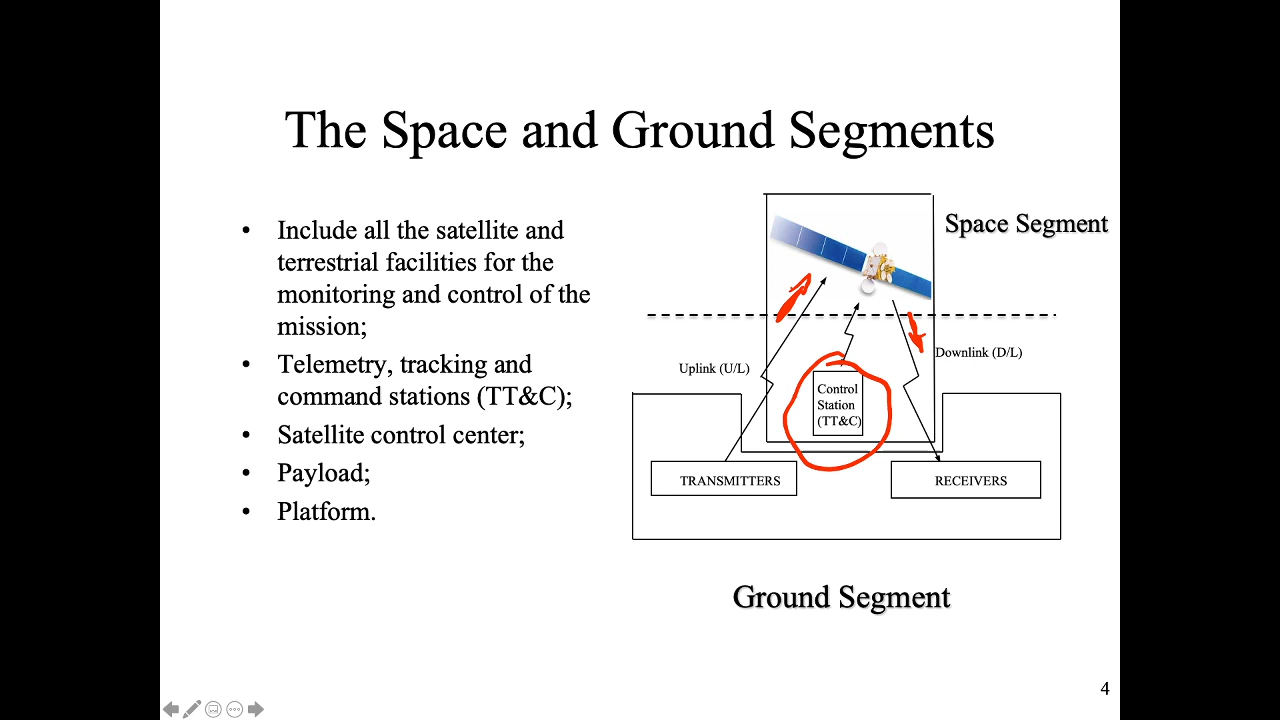 The Space and Ground Segments
• Include all the satellite and
terrestrial facilities for the
monitoring and control of the
mission;
• Telemetry, tracking and
command stations (TT&C);
• Satellite control center;
• Payload;
• Platform.
Space Segment
Uplink (U/L)
Downlink (D/L)
Control
Station
(TT&C)
TRANSMITTERS
RECEIVERS
Ground Segment
4